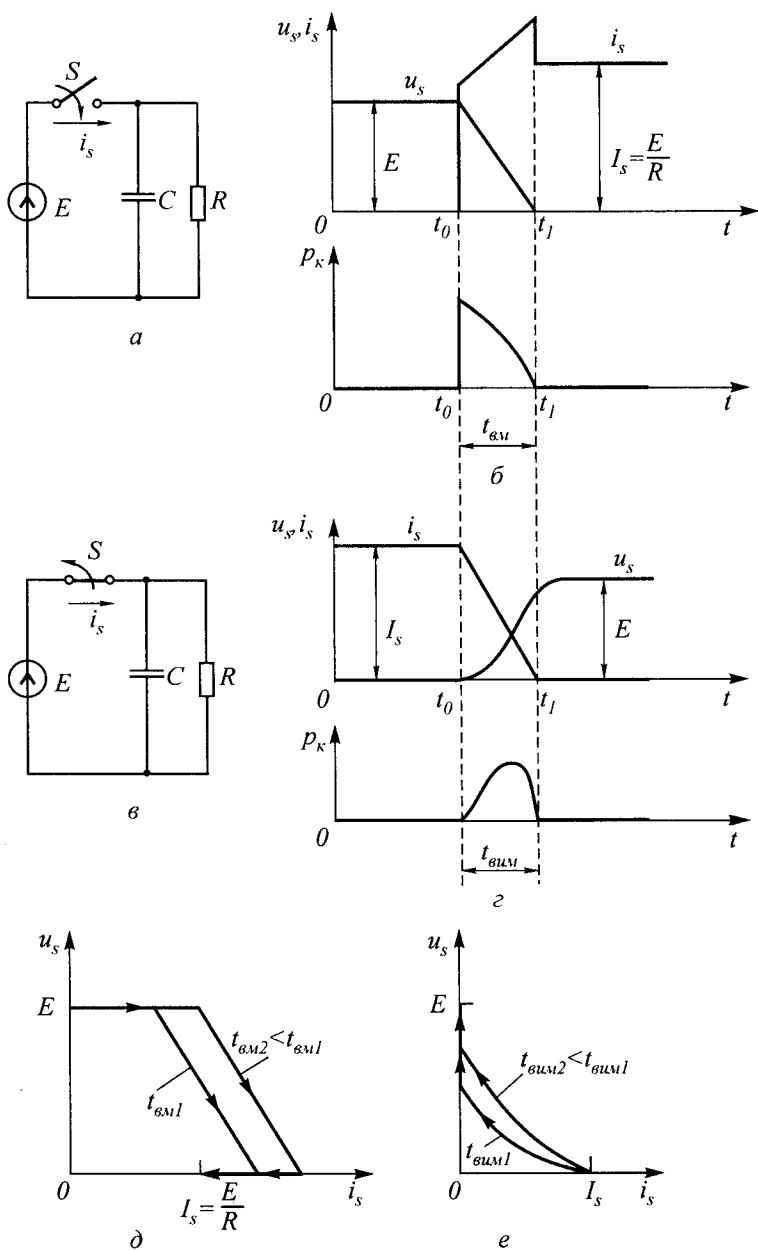 S
i_s
E
C
R
а
u_s, i_s
u_s
i_s
E
I_s = E/R
0
t_0
t_1
t
p_к
0
t_0
t_1
t
t_вм
б
S
i_s
E
C
R
в
u_s, i_s
i_s
u_s
I_s
E
0
t_0
t_1
t
p_к
0
t
t_вим
г
u_s
E
t_вм2 < t_вм1
t_вм1
0
I_s = E/R
i_s
д
u_s
E
t_вим2 < t_вим1
t_вим1
0
I_s
i_s
е